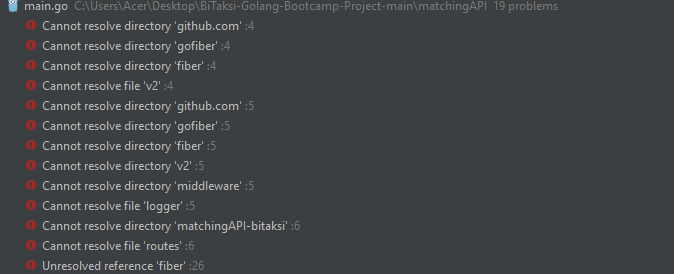 main.go C:\Users\Acer\Desktop\BiTaksi-Golang-Bootcamp-Project-main\matchingAPI 19 problems
Cannot resolve directory 'github.com' :4
Cannot resolve directory 'gofiber' :4
Cannot resolve directory 'fiber' :4
Cannot resolve file 'v2' :4
Cannot resolve directory 'github.com' :5
Cannot resolve directory 'gofiber' :5
Cannot resolve directory 'fiber' :5
Cannot resolve directory 'v2' :5
Cannot resolve directory 'middleware' :5
Cannot resolve file 'logger' :5
Cannot resolve directory 'matchingAPI-bitaksi' :6
Cannot resolve file 'routes' :6
Unresolved reference 'fiber' :26